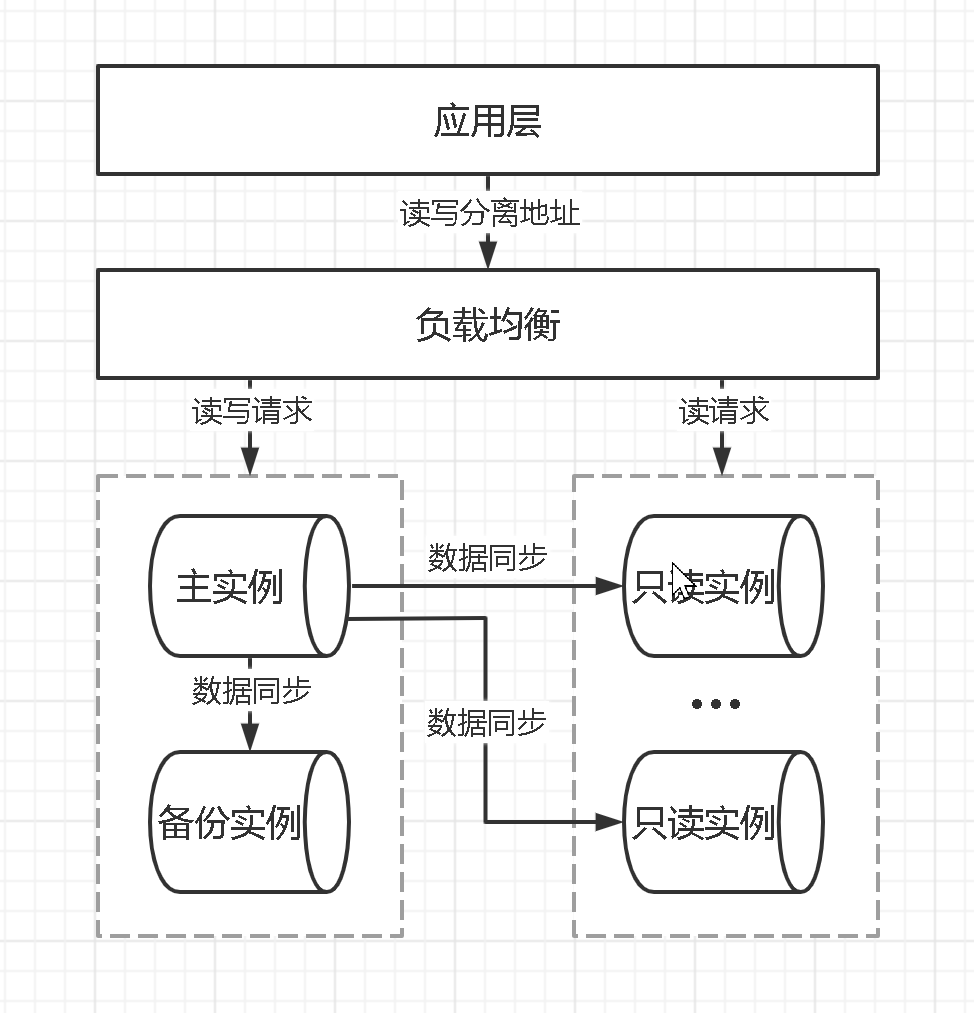 应用层
读写分离地址
负载均衡
读写请求
读请求
主实例
数据同步
只读实例
数据同步
数据同步
备份实例
只读实例